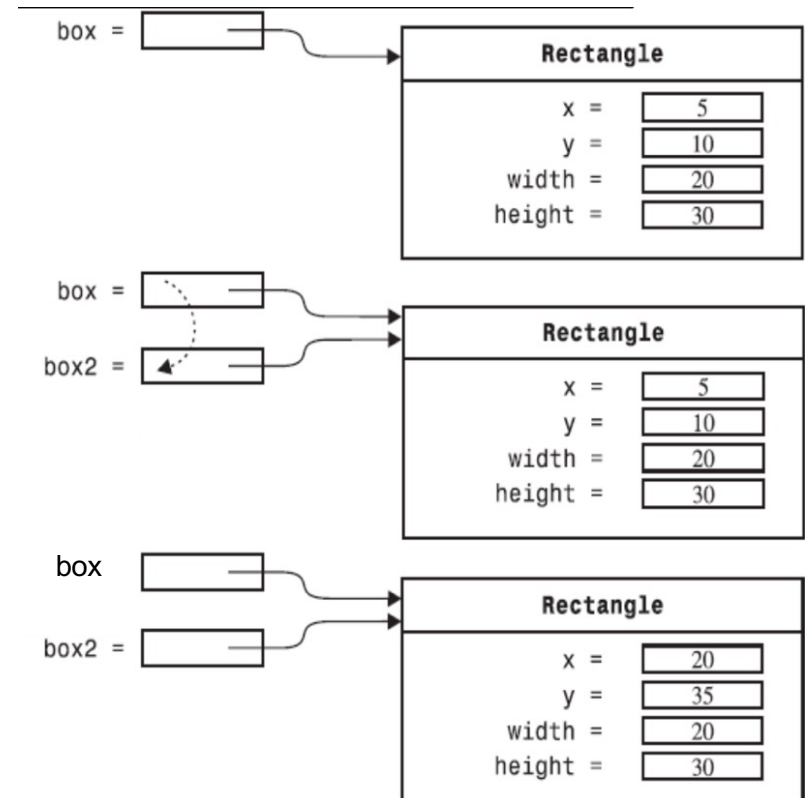 box =
Rectangle
x = 5
y = 10
width = 20
height = 30
box =
box2 =
Rectangle
x = 5
y = 10
width = 20
height = 30
box
box2 =
Rectangle
x = 20
y = 35
width = 20
height = 30